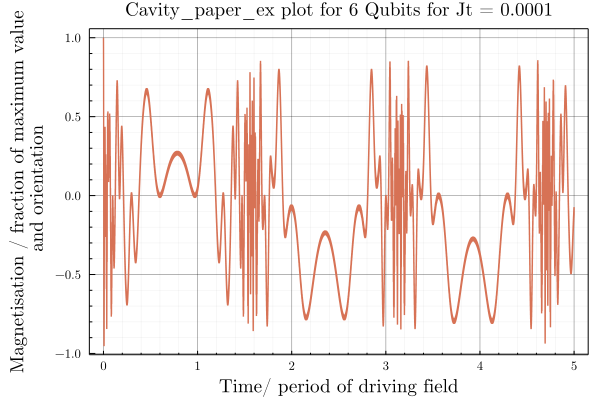 Cavity_paper_ex plot for 6 Qubits for Jt = 0.0001
Magnetisation / fraction of maximum value
and orientation
1.0
0.5
0.0
−0.5
−1.0
0 1 2 3 4 5
Time/ period of driving field